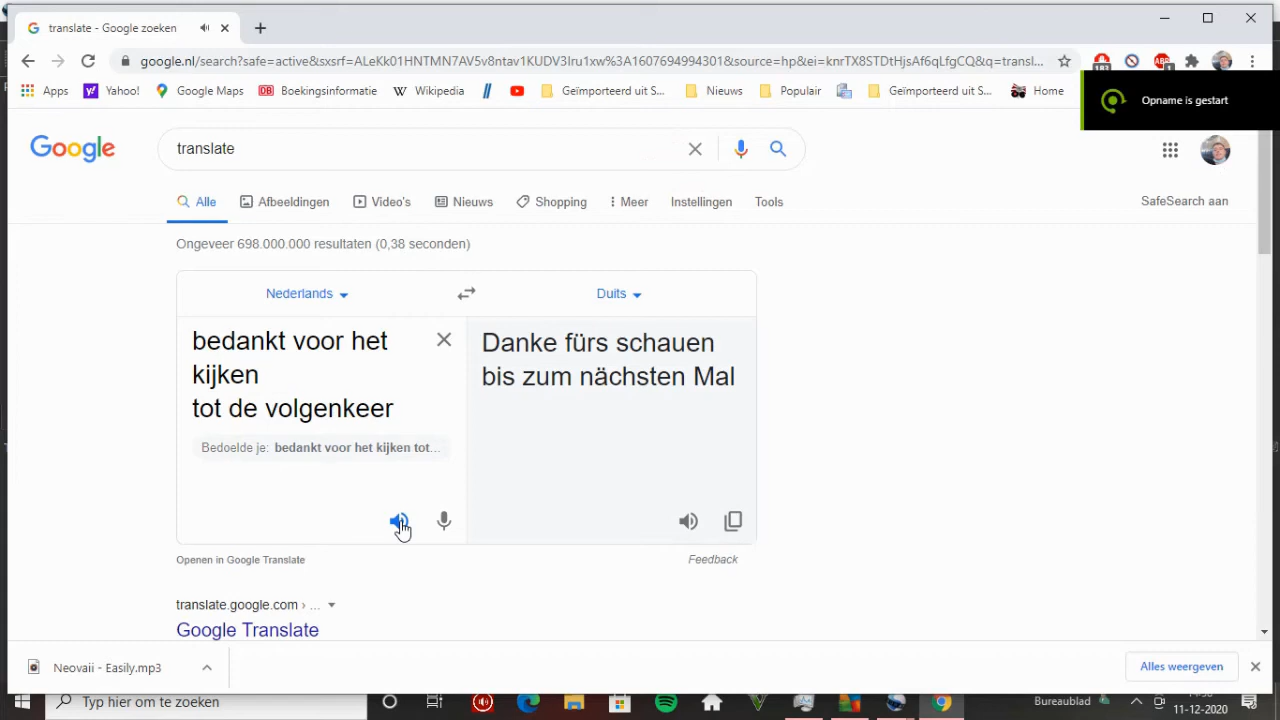 translate - Google zoeken
google.nl/search?safe=active&sxsrf=ALeKk01HNTMN7AV5v8ntav1KUDV3Iru1xw%3A1607694994301&source=hp&ei=knrTX8STDtHjsAf6qLfgCQ&q=transl...
Apps Yahoo! Google Maps Boekingsinformatie Wikipedia Geïmporteerd uit S... Nieuws Populair Geïmporteerd uit S... Home
Opname is gestart
Google translate
Alle Afbeeldingen Video's Nieuws Shopping Meer Instellingen Tools SafeSearch aan
Ongeveer 698.000.000 resultaten (0,38 seconden)
Nederlands Duits
bedankt voor het
kijken
tot de volgenkeer
Bedoelde je: bedankt voor het kijken tot...
Danke fürs schauen
bis zum nächsten Mal
Openen in Google Translate Feedback
translate.google.com › ...
Google Translate
Neovaii - Easily.mp3 Alles weergeven
Typ hier om te zoeken Bureaublad
11-12-2020